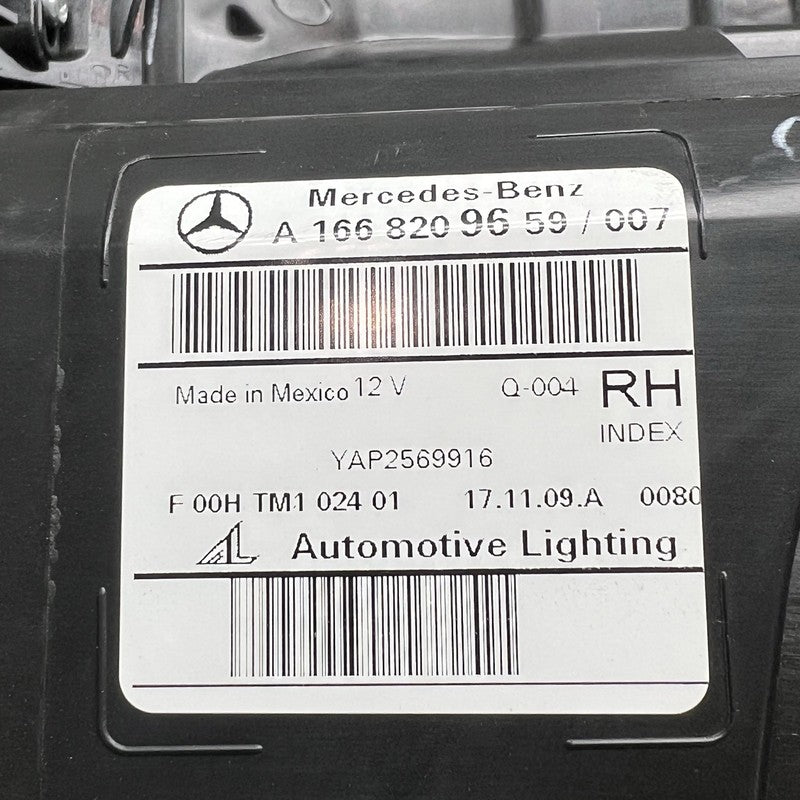 Mercedes-Benz
A 166 820 96 59 / 007
Made in Mexico 12 V Q-004 RH
INDEX
YAP2569916
F 00H TM1 024 01 17.11.09.A 0080
AL Automotive Lighting